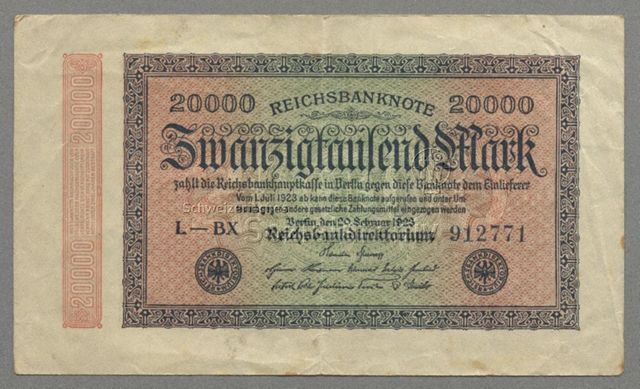 20000 REICHSBANKNOTE 20000
Zwanzigtausend Mark
zahlt die Reichsbankhauptkasse in Berlin gegen diese Banknote dem Einlieferer
Vom 1. Juli 1923 ab kann diese Banknote aufgerufen und unter Um-
tausch gegen andere gesetzliche Zahlungsmittel eingezogen werden
Berlin, den 20. Februar 1923
L—BX Reichsbankdirektorium 912771
20000
20000